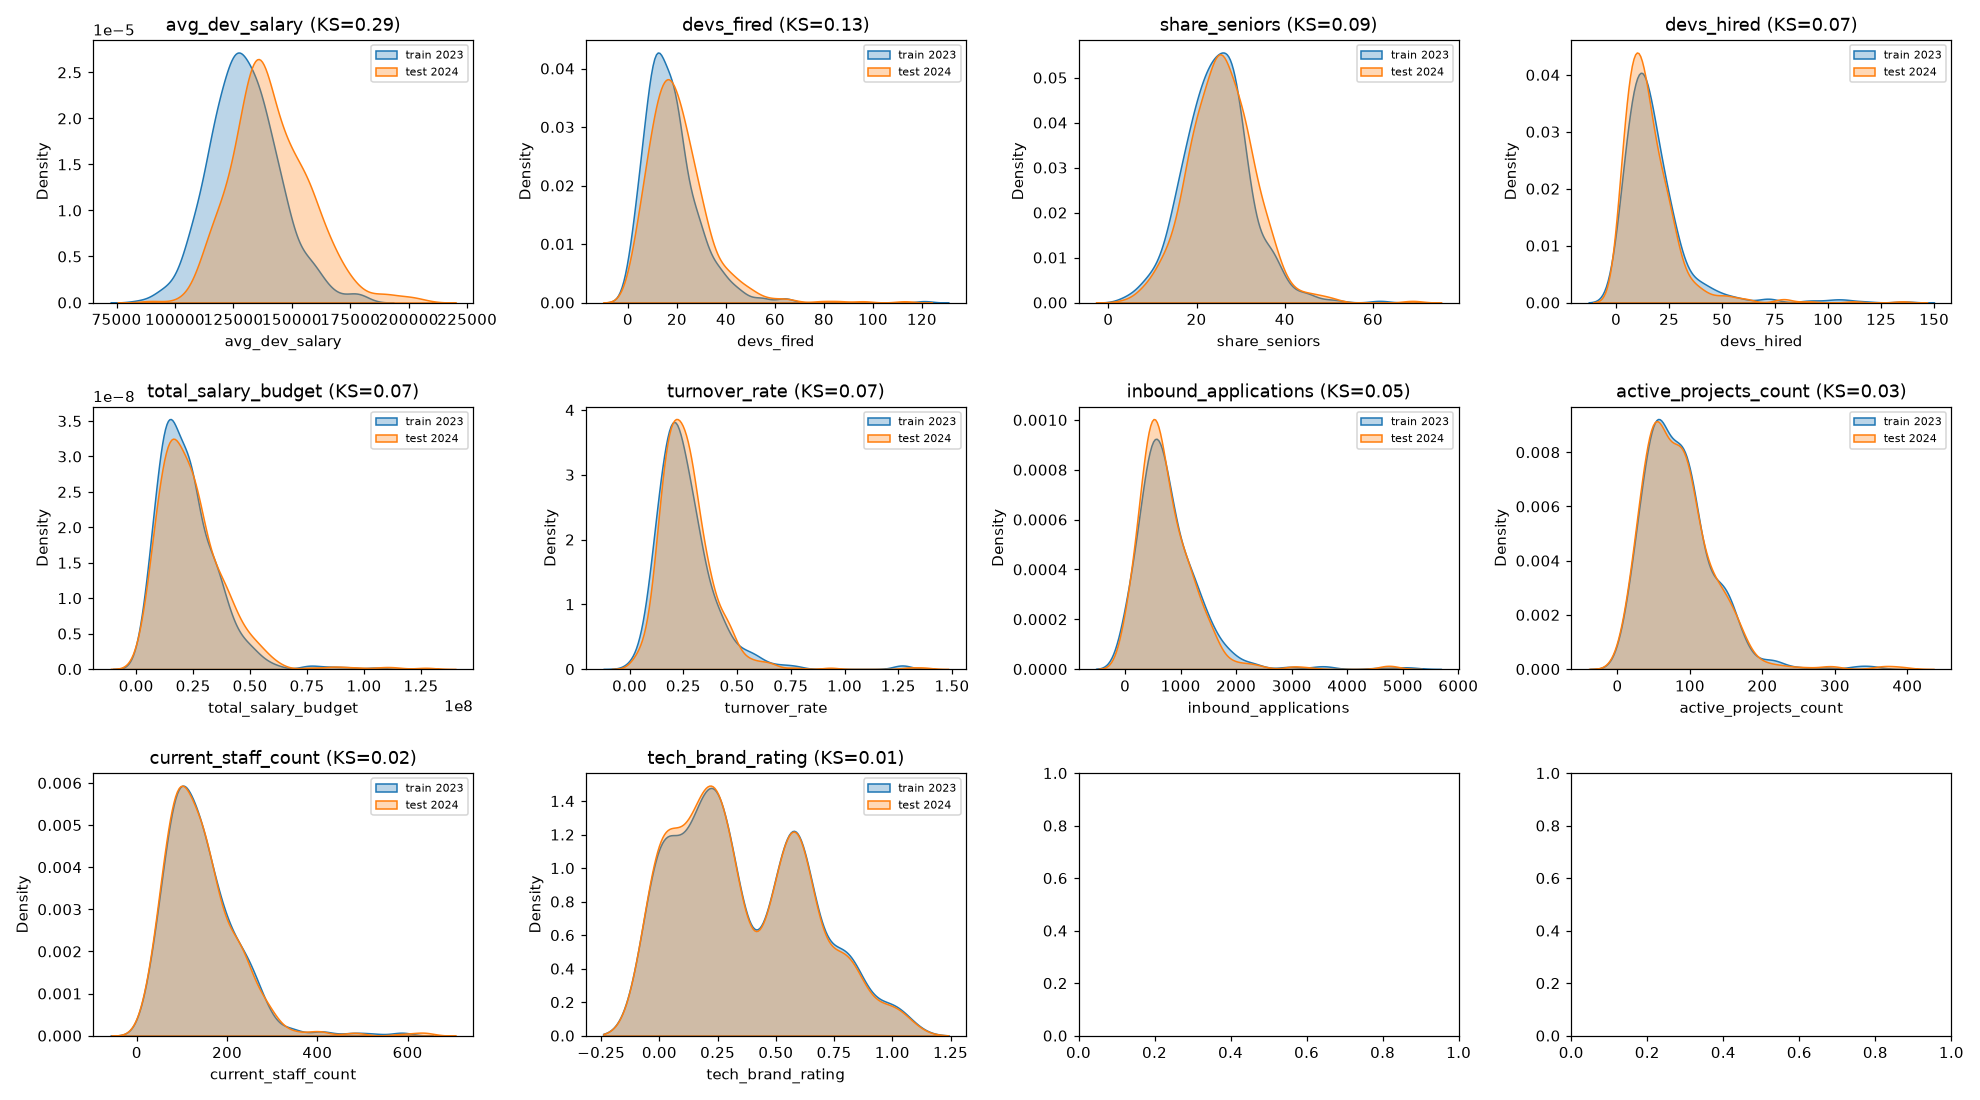 avg_dev_salary (KS=0.29)
1e−5
train 2023
test 2024
Density
2.5
2.0
1.5
1.0
0.5
0.0
75000 100000 125000 150000 175000 200000 225000
avg_dev_salary
devs_fired (KS=0.13)
train 2023
test 2024
Density
0.04
0.03
0.02
0.01
0.00
0 20 40 60 80 100 120
devs_fired
share_seniors (KS=0.09)
train 2023
test 2024
Density
0.05
0.04
0.03
0.02
0.01
0.00
0 20 40 60
share_seniors
devs_hired (KS=0.07)
train 2023
test 2024
Density
0.04
0.03
0.02
0.01
0.00
0 25 50 75 100 125 150
devs_hired
total_salary_budget (KS=0.07)
1e−8
train 2023
test 2024
Density
3.5
3.0
2.5
2.0
1.5
1.0
0.5
0.0
0.00 0.25 0.50 0.75 1.00 1.25
total_salary_budget
1e8
turnover_rate (KS=0.07)
train 2023
test 2024
Density
4
3
2
1
0
0.00 0.25 0.50 0.75 1.00 1.25 1.50
turnover_rate
inbound_applications (KS=0.05)
train 2023
test 2024
Density
0.0010
0.0008
0.0006
0.0004
0.0002
0.0000
0 1000 2000 3000 4000 5000 6000
inbound_applications
active_projects_count (KS=0.03)
train 2023
test 2024
Density
0.008
0.006
0.004
0.002
0.000
0 100 200 300 400
active_projects_count
current_staff_count (KS=0.02)
train 2023
test 2024
Density
0.006
0.005
0.004
0.003
0.002
0.001
0.000
0 200 400 600
current_staff_count
tech_brand_rating (KS=0.01)
train 2023
test 2024
Density
1.4
1.2
1.0
0.8
0.6
0.4
0.2
0.0
−0.25 0.00 0.25 0.50 0.75 1.00 1.25
tech_brand_rating
1.0
0.8
0.6
0.4
0.2
0.0
0.0 0.2 0.4 0.6 0.8 1.0
1.0
0.8
0.6
0.4
0.2
0.0
0.0 0.2 0.4 0.6 0.8 1.0